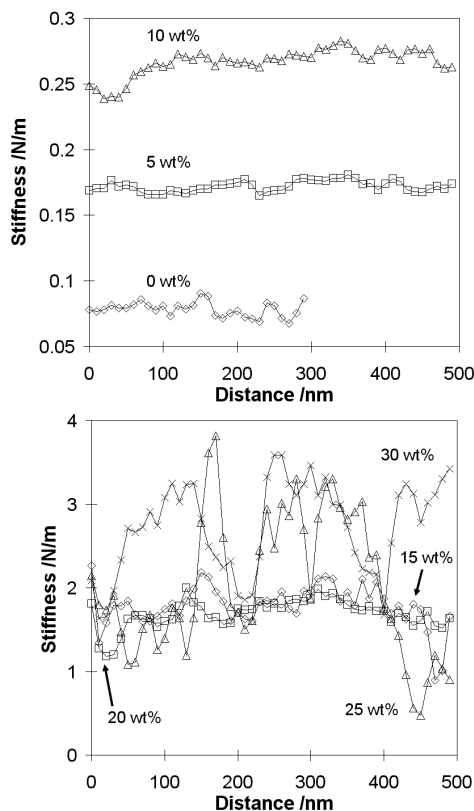 0.3
10 wt%
0.25
Stiffness /N/m
0.2
5 wt%
0.15
0 wt%
0.1
0.05
0 100 200 300 400 500
Distance /nm
4
30 wt%
3
Stiffness /N/m
15 wt%
2
1
20 wt%
25 wt%
0
0 100 200 300 400 500
Distance /nm